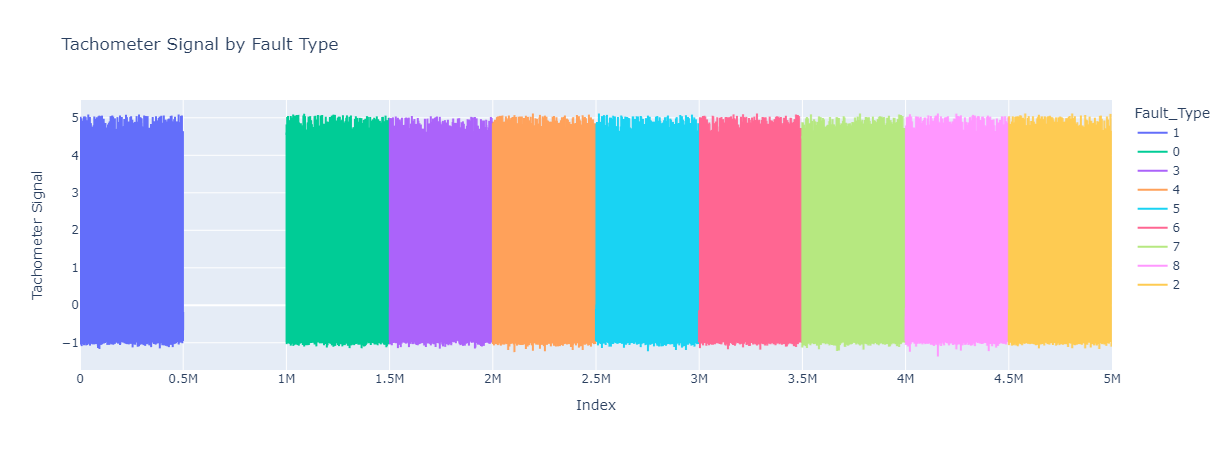 Tachometer Signal by Fault Type
Fault_Type
1
0
3
4
5
6
7
8
2
Tachometer Signal
5
4
3
2
1
0
−1
0
0.5M
1M
1.5M
2M
2.5M
3M
3.5M
4M
4.5M
5M
Index